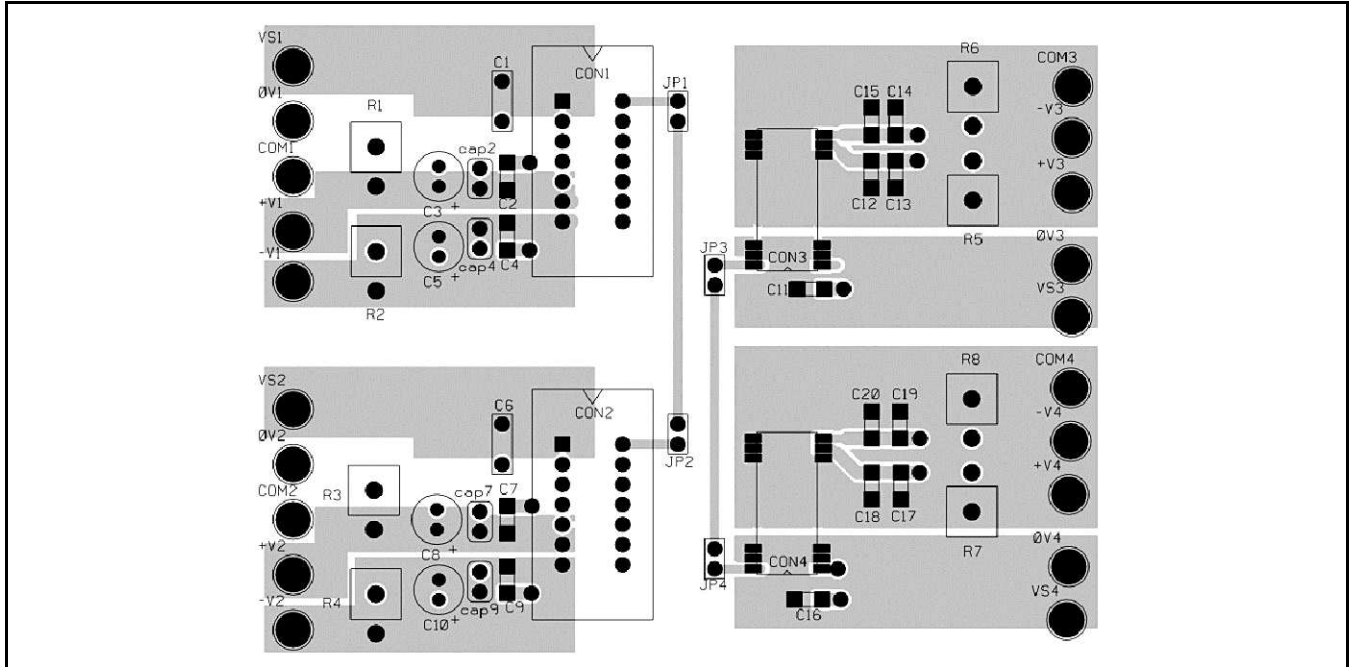 VS1
ØV1
COM1
+V1
-V1
R1
R2
C1
CON1
cap2
C2
C3 +
cap4
C4
C5 +
JP1
VS2
ØV2
COM2
+V2
-V2
R3
R4
C6
CON2
cap7
C7
C8 +
cap9
C9
C10 +
JP2
R6
COM3
-V3
+V3
C15 C14
C12 C13
R5
JP3
CON3
C11
ØV3
VS3
R8
COM4
-V4
+V4
C20 C19
C18 C17
R7
JP4
CON4
C16
ØV4
VS4